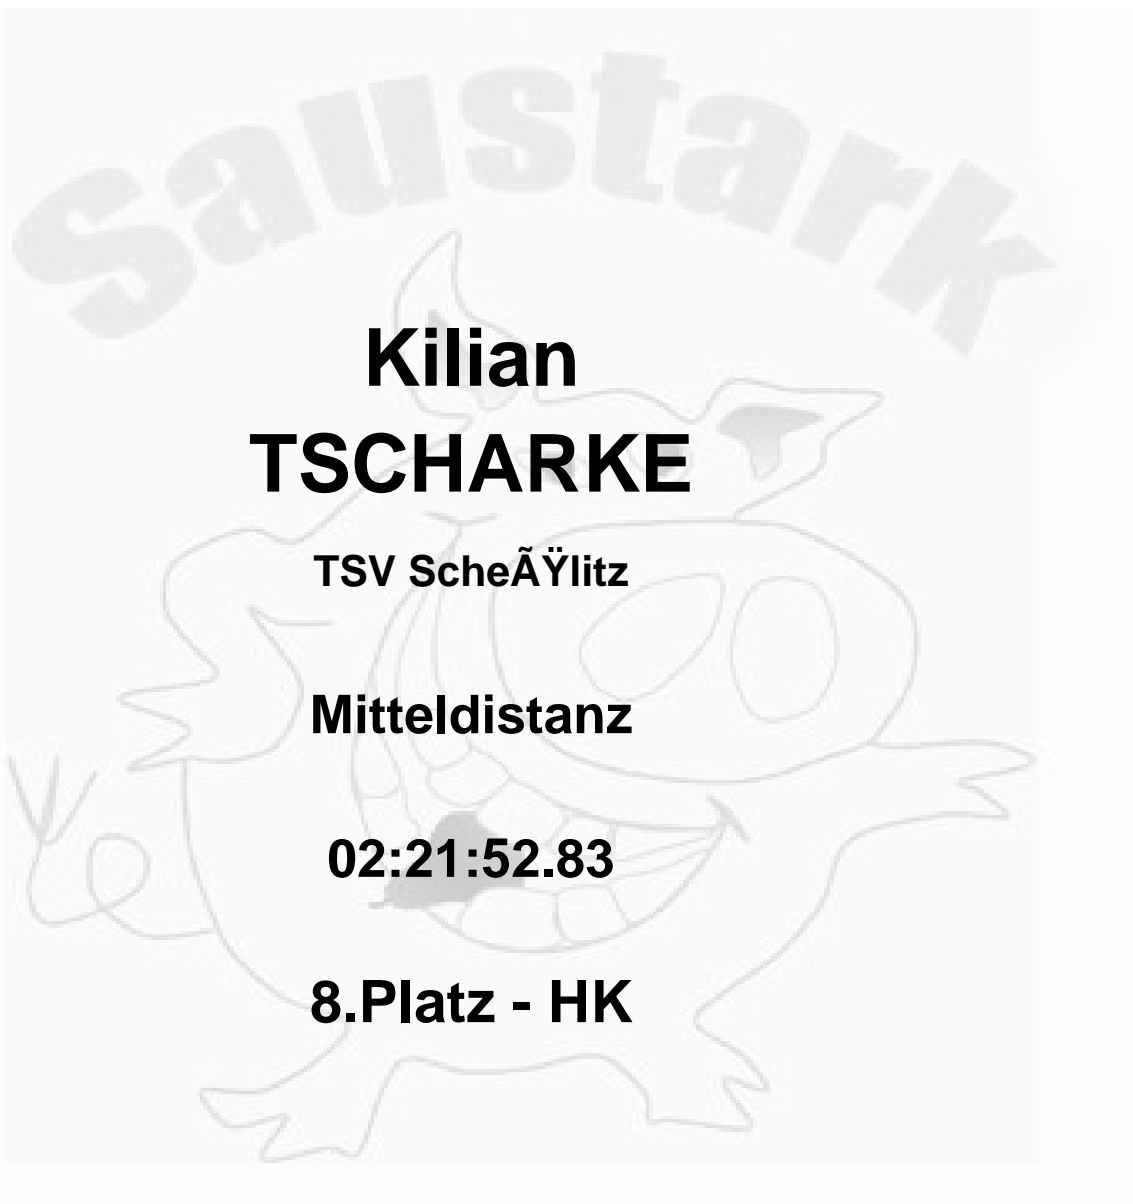 Saustark
Kilian
TSCHARKE
TSV ScheÃŸlitz
Mitteldistanz
02:21:52.83
8.Platz - HK